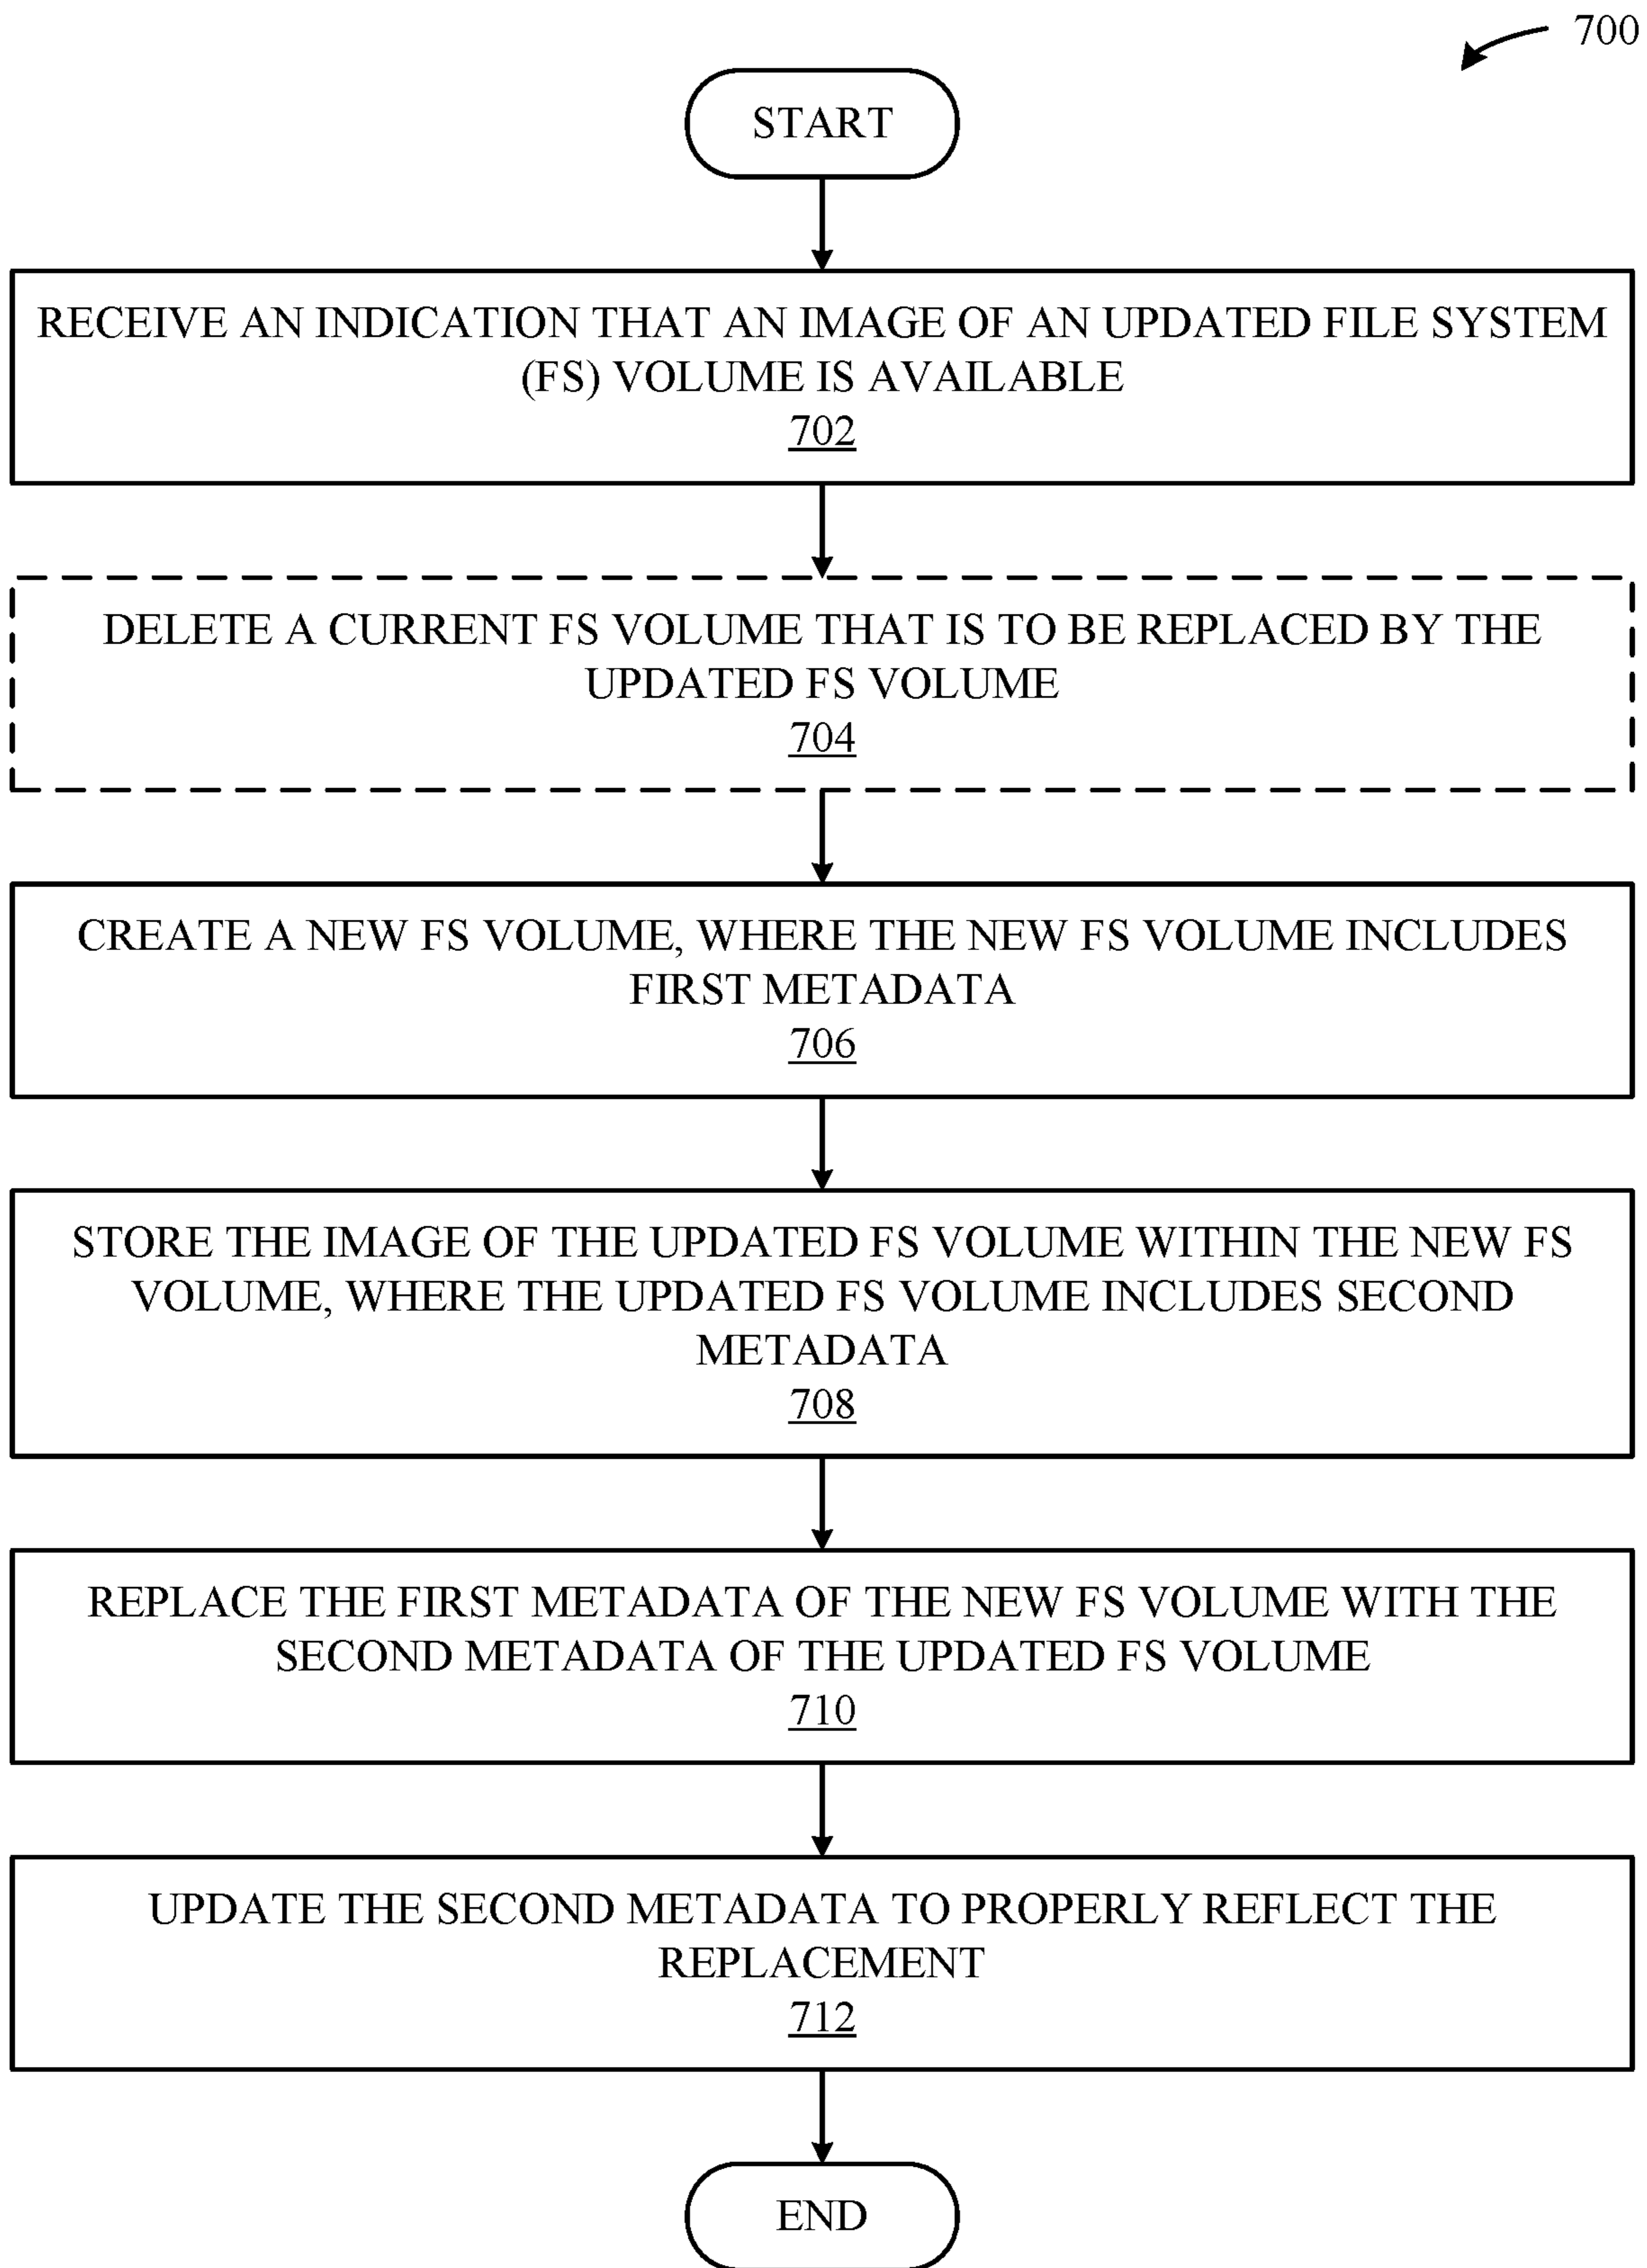 700
START
RECEIVE AN INDICATION THAT AN IMAGE OF AN UPDATED FILE SYSTEM
(FS) VOLUME IS AVAILABLE
702
DELETE A CURRENT FS VOLUME THAT IS TO BE REPLACED BY THE
UPDATED FS VOLUME
704
CREATE A NEW FS VOLUME, WHERE THE NEW FS VOLUME INCLUDES
FIRST METADATA
706
STORE THE IMAGE OF THE UPDATED FS VOLUME WITHIN THE NEW FS
VOLUME, WHERE THE UPDATED FS VOLUME INCLUDES SECOND
METADATA
708
REPLACE THE FIRST METADATA OF THE NEW FS VOLUME WITH THE
SECOND METADATA OF THE UPDATED FS VOLUME
710
UPDATE THE SECOND METADATA TO PROPERLY REFLECT THE
REPLACEMENT
712
END